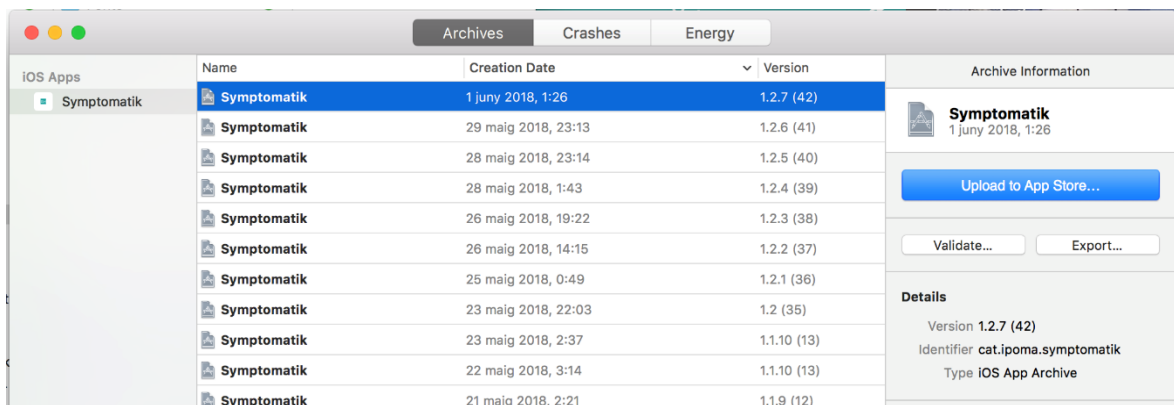 Archives Crashes Energy
iOS Apps
Symptomatik
Name Creation Date Version
Symptomatik 1 juny 2018, 1:26 1.2.7 (42)
Symptomatik 29 maig 2018, 23:13 1.2.6 (41)
Symptomatik 28 maig 2018, 23:14 1.2.5 (40)
Symptomatik 28 maig 2018, 1:43 1.2.4 (39)
Symptomatik 26 maig 2018, 19:22 1.2.3 (38)
Symptomatik 26 maig 2018, 14:15 1.2.2 (37)
Symptomatik 25 maig 2018, 0:49 1.2.1 (36)
Symptomatik 23 maig 2018, 22:03 1.2 (35)
Symptomatik 23 maig 2018, 2:37 1.1.10 (13)
Symptomatik 22 maig 2018, 3:14 1.1.10 (13)
Symptomatik 21 maig 2018, 2:21 1.1.9 (12)
Archive Information
Symptomatik
1 juny 2018, 1:26
Upload to App Store...
Validate... Export...
Details
Version 1.2.7 (42)
Identifier cat.ipoma.symptomatik
Type iOS App Archive